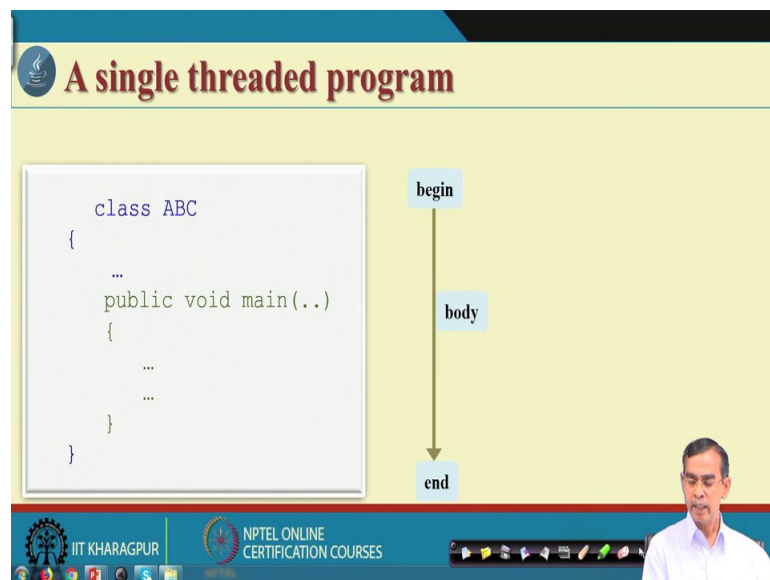 A single threaded program
class ABC
{
…
public void main(..)
{
…
…
}
}
begin
body
end
IIT KHARAGPUR
NPTEL ONLINE
CERTIFICATION COURSES